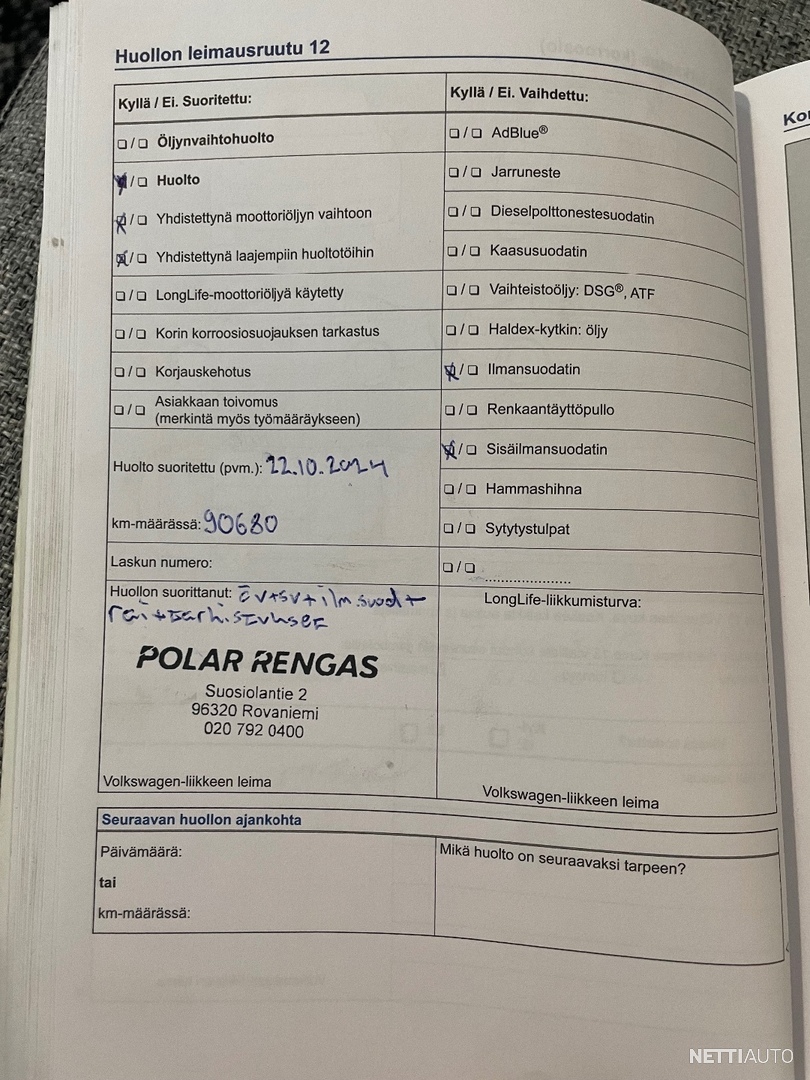 Huollon leimausruutu 12
Kyllä / Ei. Suoritettu:
❑ / ❑ Öljynvaihtohuolto
❑ / ❑ Huolto
❑ / ❑ Yhdistettynä moottoriöljyn vaihtoon
❑ / ❑ Yhdistettynä laajempiin huoltotöihin
❑ / ❑ LongLife-moottoriöljyä käytetty
❑ / ❑ Korin korroosiosuojauksen tarkastus
❑ / ❑ Korjauskehotus
❑ / ❑ Asiakkaan toivomus
(merkintä myös työmääräykseen)
Huolto suoritettu (pvm.): 22.10.2024
km-määrässä: 90680
Laskun numero:
Huollon suorittanut: öv+sv+ilm.suod+
POLAR RENGAS
Suosiolantie 2
96320 Rovaniemi
020 792 0400
Volkswagen-liikkeen leima
Kyllä / Ei. Vaihdettu:
❑ / ❑ AdBlue®
❑ / ❑ Jarruneste
❑ / ❑ Dieselpolttonestesuodatin
❑ / ❑ Kaasusuodatin
❑ / ❑ Vaihteistoöljy: DSG®, ATF
❑ / ❑ Haldex-kytkin: öljy
❑ / ❑ Ilmansuodatin
❑ / ❑ Renkaantäyttöpullo
❑ / ❑ Sisäilmansuodatin
❑ / ❑ Hammashihna
❑ / ❑ Sytytystulpat
❑ / ❑ ......................
LongLife-liikkumisturva:
Volkswagen-liikkeen leima
Seuraavan huollon ajankohta
Päivämäärä:
tai
km-määrässä:
Mikä huolto on seuraavaksi tarpeen?
NETTIAUTO